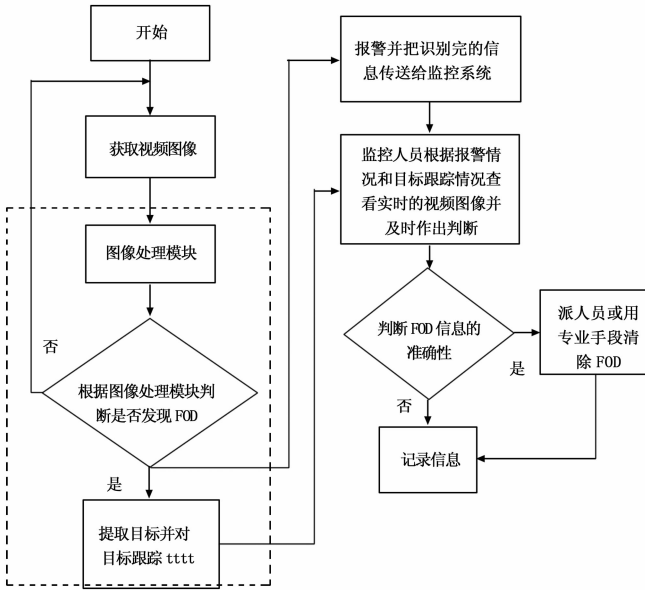 开始
获取视频图像
图像处理模块
否
根据图像处理模块判
断是否发现 FOD
是
提取目标并对
目标跟踪 tttt
报警并把识别完的信
息传送给监控系统
监控人员根据报警情
况和目标跟踪情况查
看实时的视频图像并
及时作出判断
判断 FOD 信息的
准确性
是
派人员或用
专业手段清
除 FOD
否
记录信息